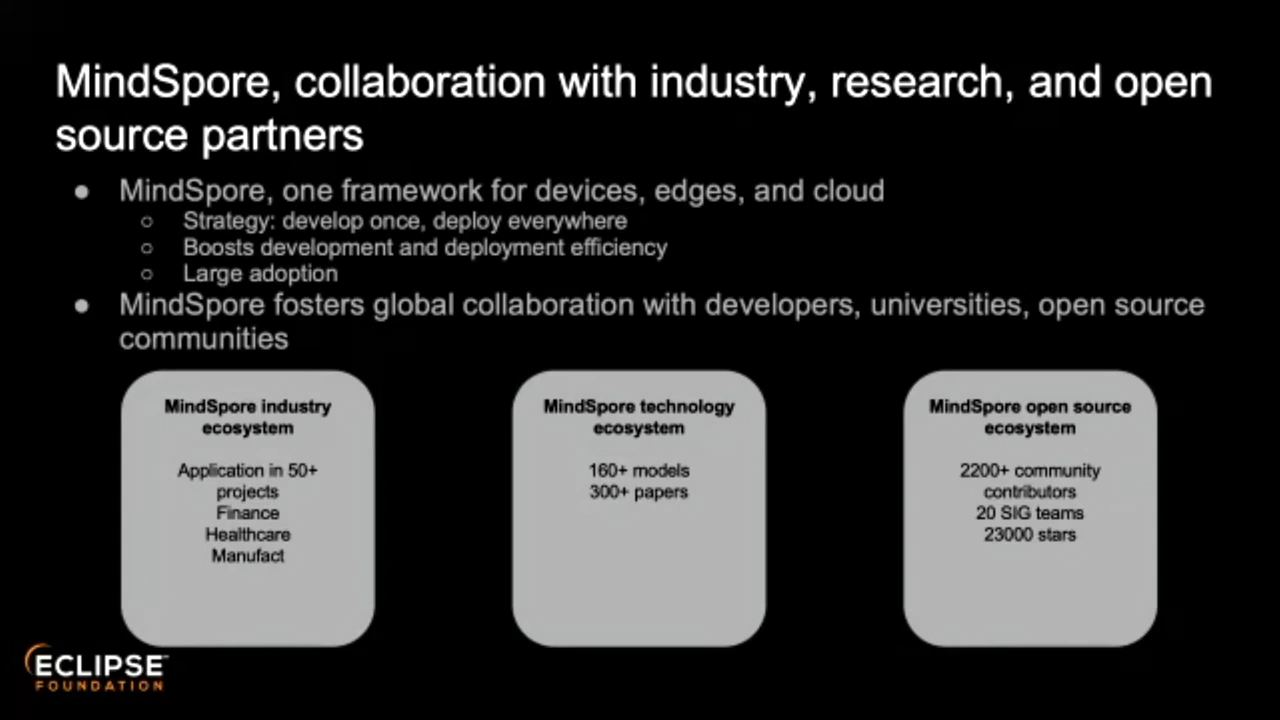 MindSpore, collaboration with industry, research, and open
source partners
● MindSpore, one framework for devices, edges, and cloud
○ Strategy: develop once, deploy everywhere
○ Boosts development and deployment efficiency
○ Large adoption
● MindSpore fosters global collaboration with developers, universities, open source
communities
MindSpore industry
ecosystem
Application in 50+
projects
Finance
Healthcare
Manufact
MindSpore technology
ecosystem
160+ models
300+ papers
MindSpore open source
ecosystem
2200+ community
contributors
20 SIG teams
23000 stars
ECLIPSE
FOUNDATION